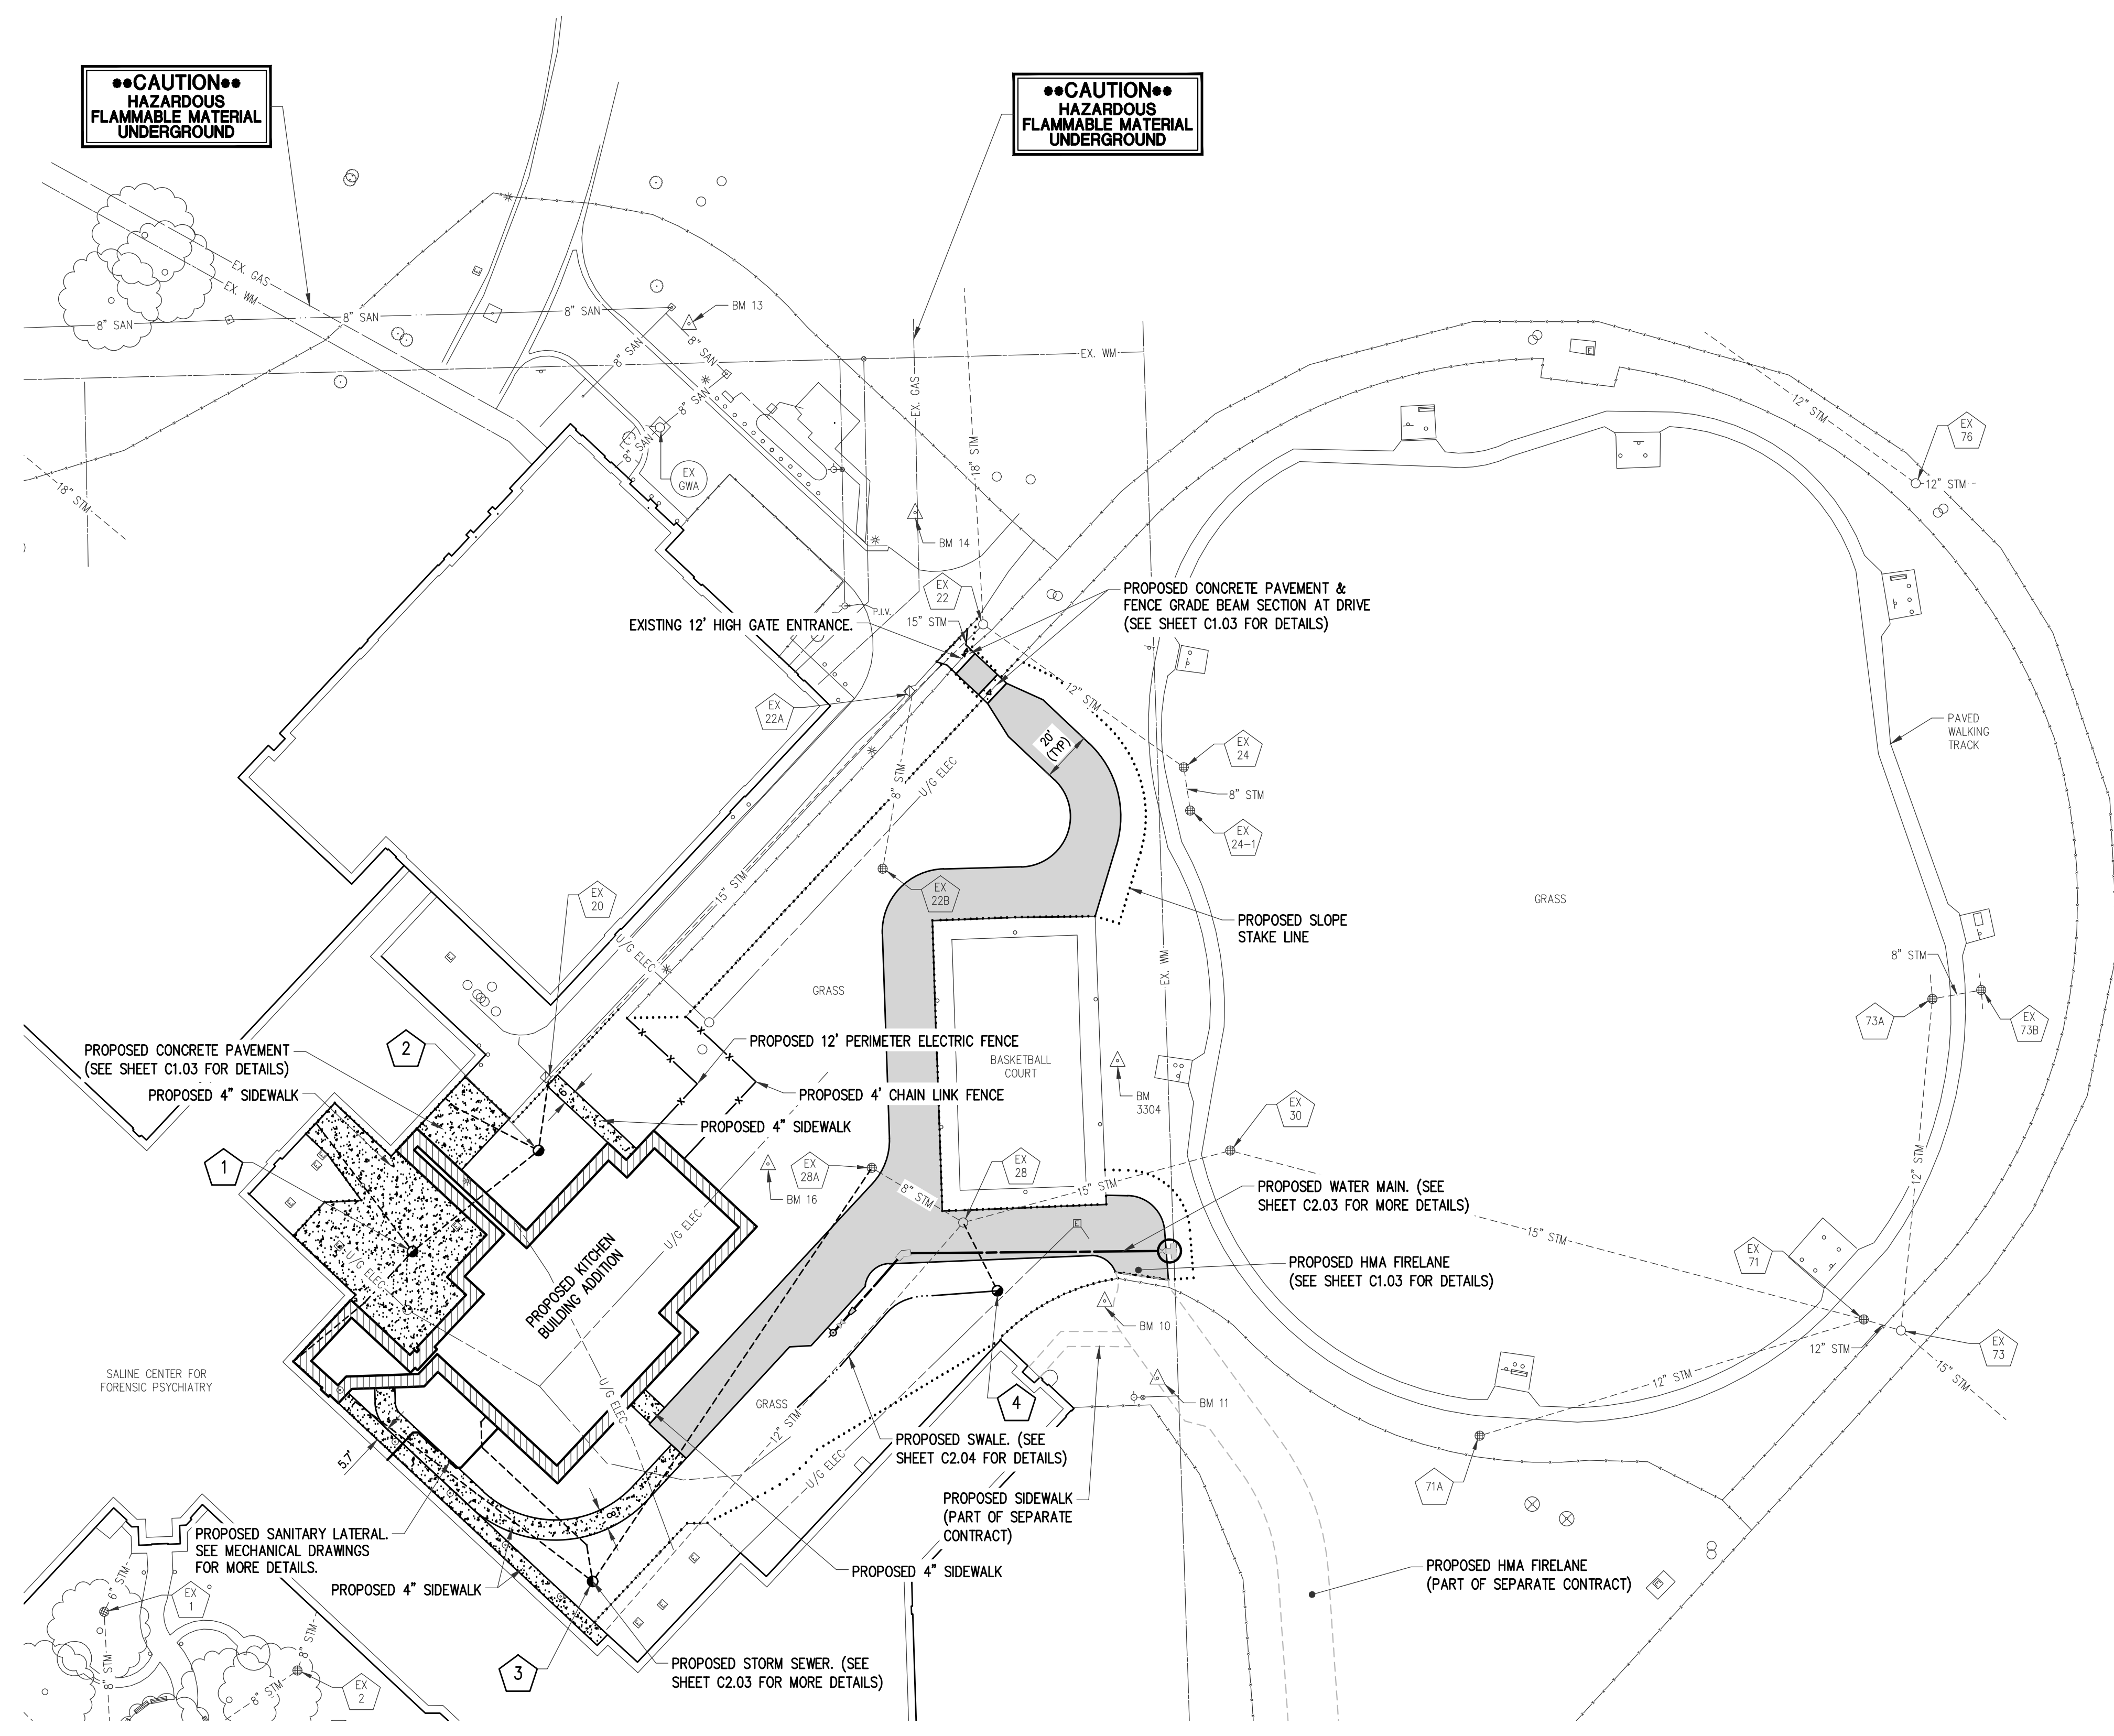 ••CAUTION••
HAZARDOUS
FLAMMABLE MATERIAL
UNDERGROUND
••CAUTION••
HAZARDOUS
FLAMMABLE MATERIAL
UNDERGROUND
EX. GAS
EX. WM
8" SAN
8" SAN
8" SAN
BM 13
8" SAN
8" SAN
8" SAN
8" SAN
EX
GWA
EX. WM
EX. GAS
18" STM
BM 14
18" STM
12" STM
EX
76
12" STM
EX
22
15" STM
P.I.V.
EXISTING 12' HIGH GATE ENTRANCE.
PROPOSED CONCRETE PAVEMENT &
FENCE GRADE BEAM SECTION AT DRIVE
(SEE SHEET C1.03 FOR DETAILS)
EX
22A
12" STM
20'
(TYP)
EX
24
8" STM
EX
24-1
PAVED
WALKING
TRACK
8" STM
U/G ELEC
15" STM
EX
22B
EX
20
GRASS
PROPOSED SLOPE
STAKE LINE
U/G ELEC
EX. WM
GRASS
8" STM
73A
EX
73B
PROPOSED CONCRETE PAVEMENT
(SEE SHEET C1.03 FOR DETAILS)
PROPOSED 4" SIDEWALK
2
PROPOSED 12' PERIMETER ELECTRIC FENCE
BASKETBALL
COURT
PROPOSED 4' CHAIN LINK FENCE
BM
3304
EX
30
8'
PROPOSED 4" SIDEWALK
1
BM 16
EX
28A
EX
28
8" STM
15" STM
12" STM
PROPOSED WATER MAIN. (SEE
SHEET C2.03 FOR MORE DETAILS)
15" STM
U/G ELEC
U/G ELEC
PROPOSED KITCHEN
BUILDING ADDITION
EX
71
PROPOSED HMA FIRELANE
(SEE SHEET C1.03 FOR DETAILS)
BM 10
12" STM
EX
73
15" STM
SALINE CENTER FOR
FORENSIC PSYCHIATRY
U/G ELEC
GRASS
12" STM
4
BM 11
12" STM
5.7'
PROPOSED SWALE. (SEE
SHEET C2.04 FOR DETAILS)
U/G ELEC
71A
PROPOSED SIDEWALK
(PART OF SEPARATE
CONTRACT)
8'
PROPOSED SANITARY LATERAL.
SEE MECHANICAL DRAWINGS
FOR MORE DETAILS.
PROPOSED 4" SIDEWALK
PROPOSED 4" SIDEWALK
PROPOSED HMA FIRELANE
(PART OF SEPARATE CONTRACT)
6" STM
EX
1
8" STM
8" STM
8" STM
EX
2
3
PROPOSED STORM SEWER. (SEE
SHEET C2.03 FOR MORE DETAILS)